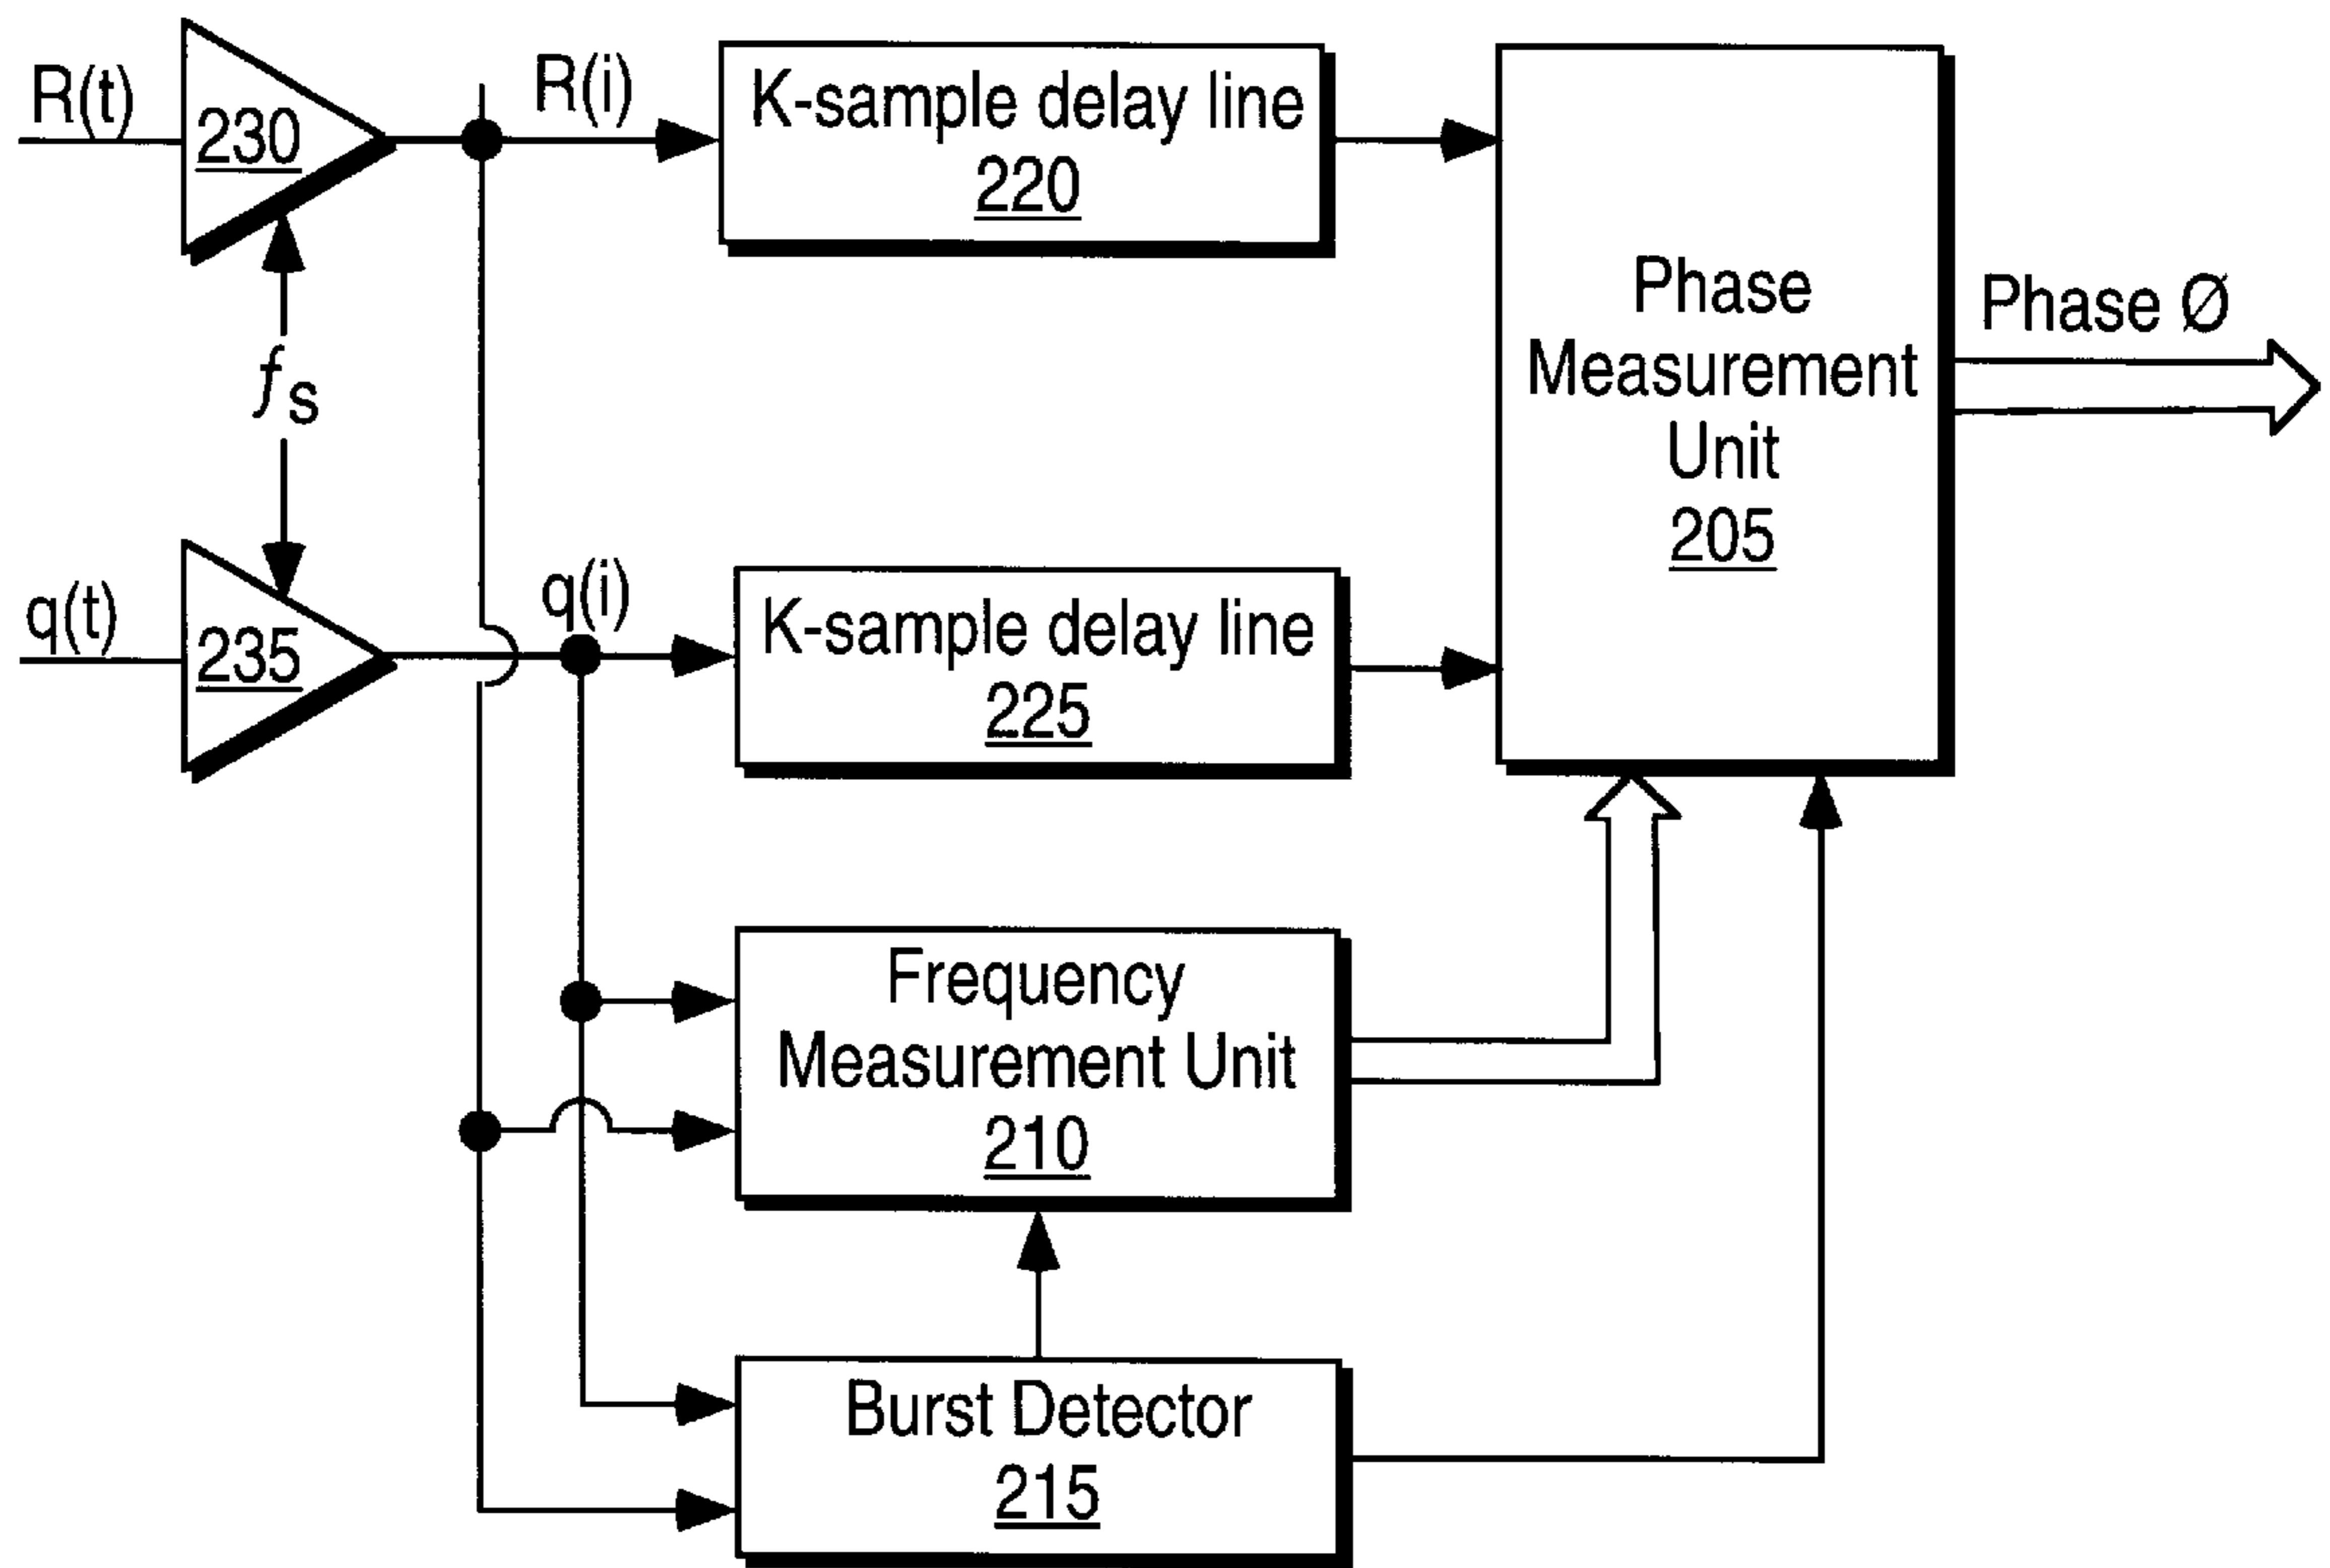 R(t)
230
R(i)
K-sample delay line
220
Phase
Measurement
Unit
205
Phase Ø
fs
q(t)
235
q(i)
K-sample delay line
225
Frequency
Measurement Unit
210
Burst Detector
215